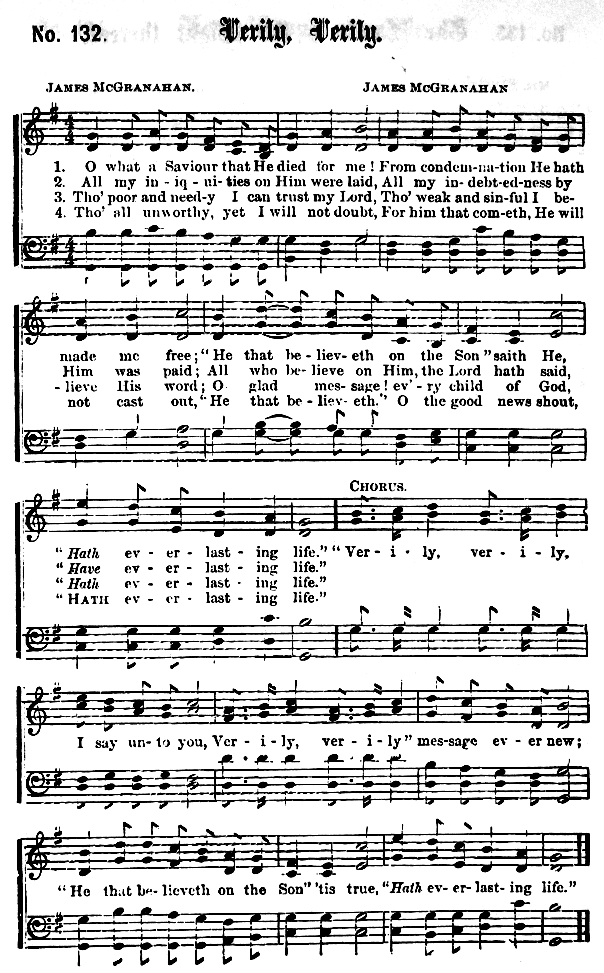 No. 132. Verily, Verily.
JAMES MCGRANAHAN. JAMES MCGRANAHAN
1. O what a Saviour that He died for me! From condem-na-tion He hath
2. All my in-iq-ui-ties on Him were laid, All my in-debt-ed-ness by
3. Tho' poor and need-y I can trust my Lord, Tho' weak and sin-ful I be-
4. Tho' all unworthy, yet I will not doubt, For him that com-eth, He will
made me free; "He that be-liev-eth on the Son" saith He,
Him was paid; All who be-lieve on Him, the Lord hath said,
-lieve His word; O glad mes-sage! ev'-ry child of God,
not cast out, "He that be-liev-eth." O the good news shout,
CHORUS.
"Hath ev-er-last-ing life." "Ver-i-ly, ver-i-ly,
"Have ev-er-last-ing life."
"Hath ev-er-last-ing life."
"HATH ev-er-last-ing life."
I say un-to you, Ver-i-ly, ver-i-ly" mes-sage ev-er new;
"He that be-lieveth on the Son" 'tis true, "Hath ev-er-last-ing life."